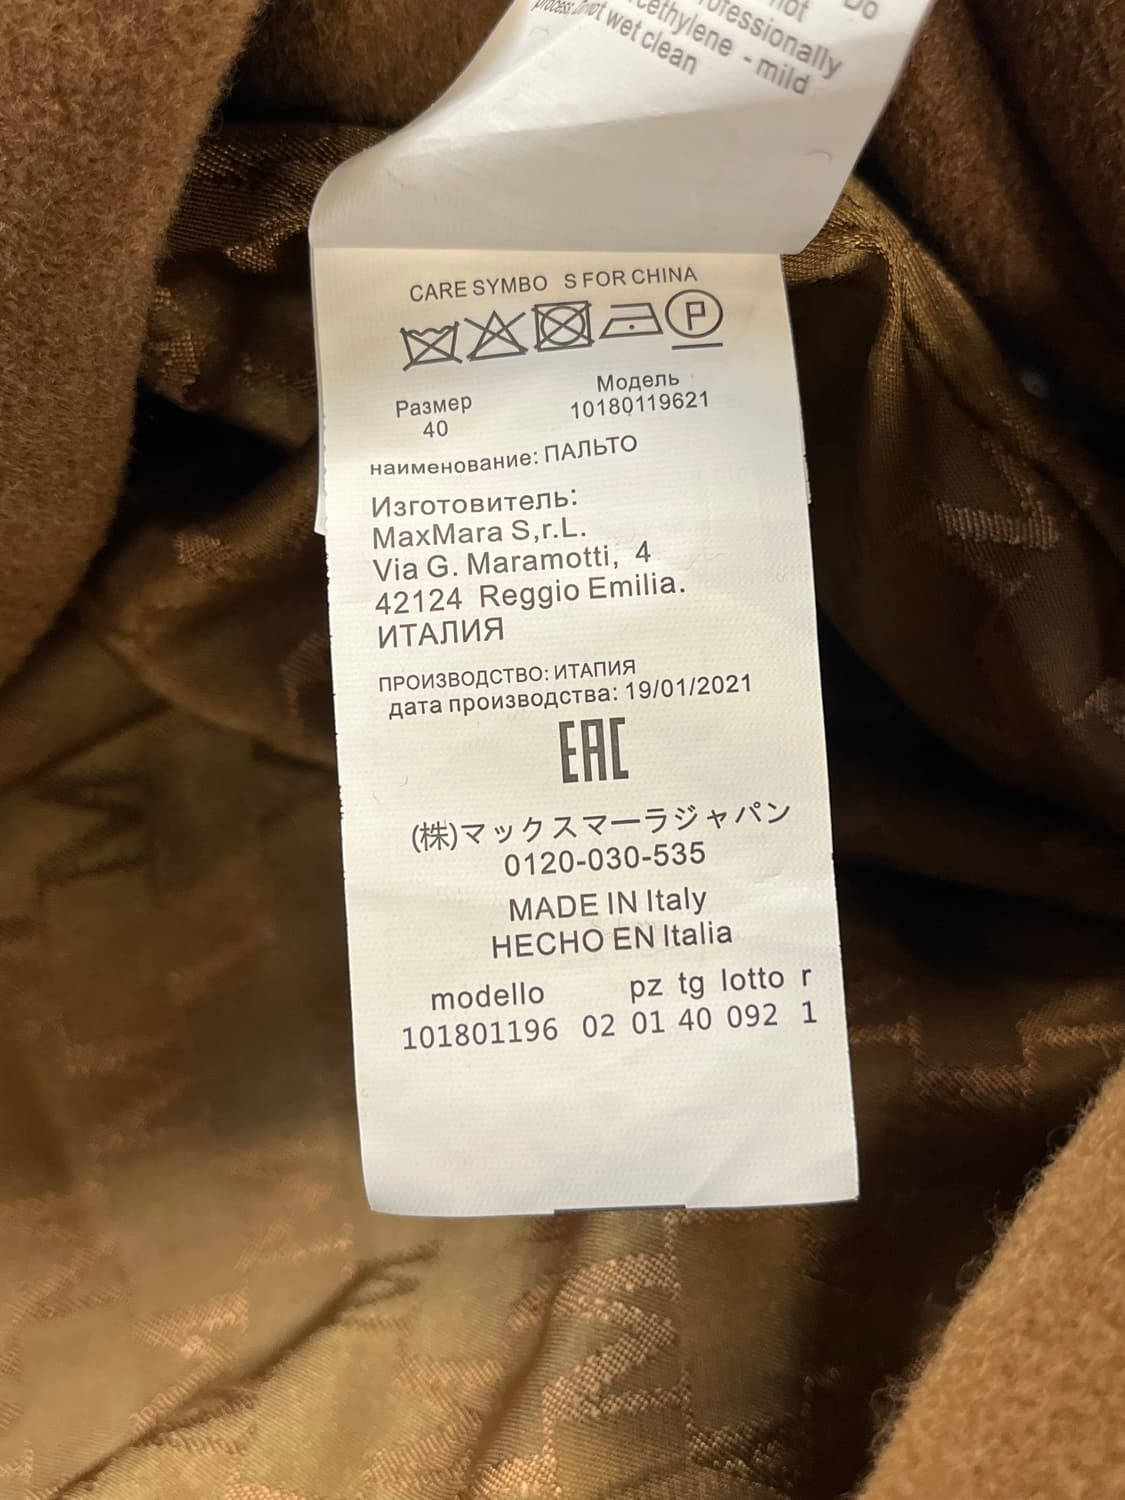 Do
not
professionally
- mild
process. Do not wet clean
CARE SYMBO S FOR CHINA
P
Размер
40
Модель
10180119621
наименование: ПАЛЬТО
Изготовитель:
MaxMara S,r.L.
Via G. Maramotti, 4
42124 Reggio Emilia.
ИТАЛИЯ
ПРОИЗВОДСТВО: ИТАПИЯ
дата производства: 19/01/2021
EAC
(株)マックスマーラジャパン
0120-030-535
MADE IN Italy
HECHO EN Italia
modello pz tg lotto r
101801196 02 01 40 092 1